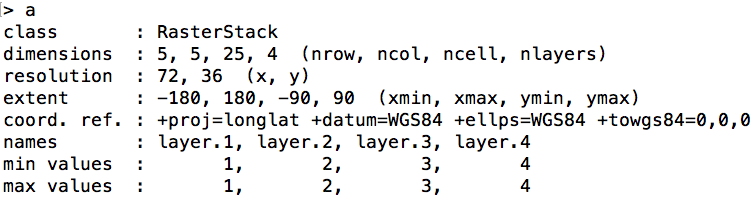 > a
class       : RasterStack
dimensions  : 5, 5, 25, 4  (nrow, ncol, ncell, nlayers)
resolution  : 72, 36  (x, y)
extent      : -180, 180, -90, 90  (xmin, xmax, ymin, ymax)
coord. ref. : +proj=longlat +datum=WGS84 +ellps=WGS84 +towgs84=0,0,0
names       : layer.1, layer.2, layer.3, layer.4
min values  :       1,       2,       3,       4
max values  :       1,       2,       3,       4